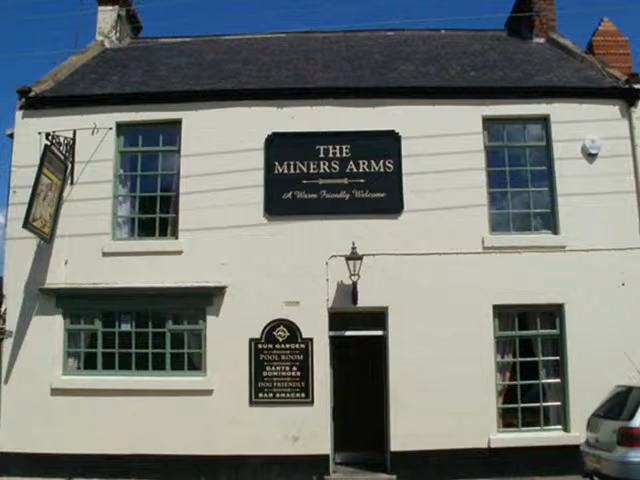 THE
MINERS ARMS
A Warm Friendly Welcome
SUN GARDEN
POOL ROOM
DARTS &
DOMINOES
DOG FRIENDLY
BAR SNACKS